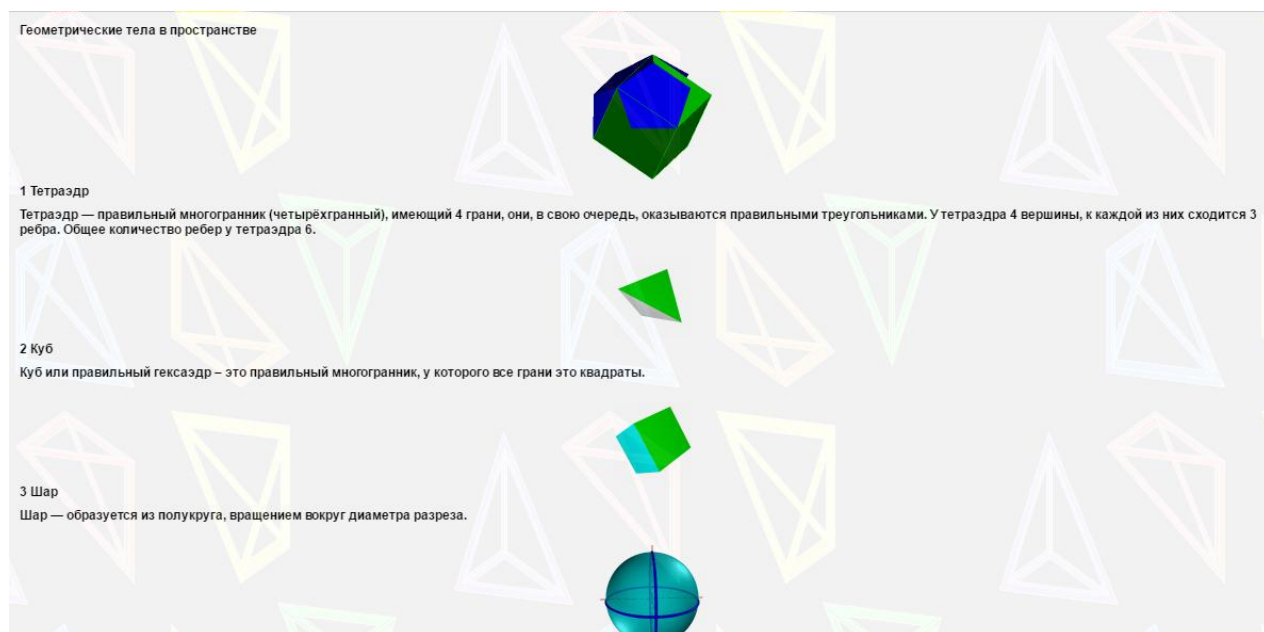 Геометрические тела в пространстве
1 Тетраэдр
Тетраэдр — правильный многогранник (четырёхгранный), имеющий 4 грани, они, в свою очередь, оказываются правильными треугольниками. У тетраэдра 4 вершины, к каждой из них сходится 3
ребра. Общее количество ребер у тетраэдра 6.
2 Куб
Куб или правильный гексаэдр – это правильный многогранник, у которого все грани это квадраты.
3 Шар
Шар — образуется из полукруга, вращением вокруг диаметра разреза.